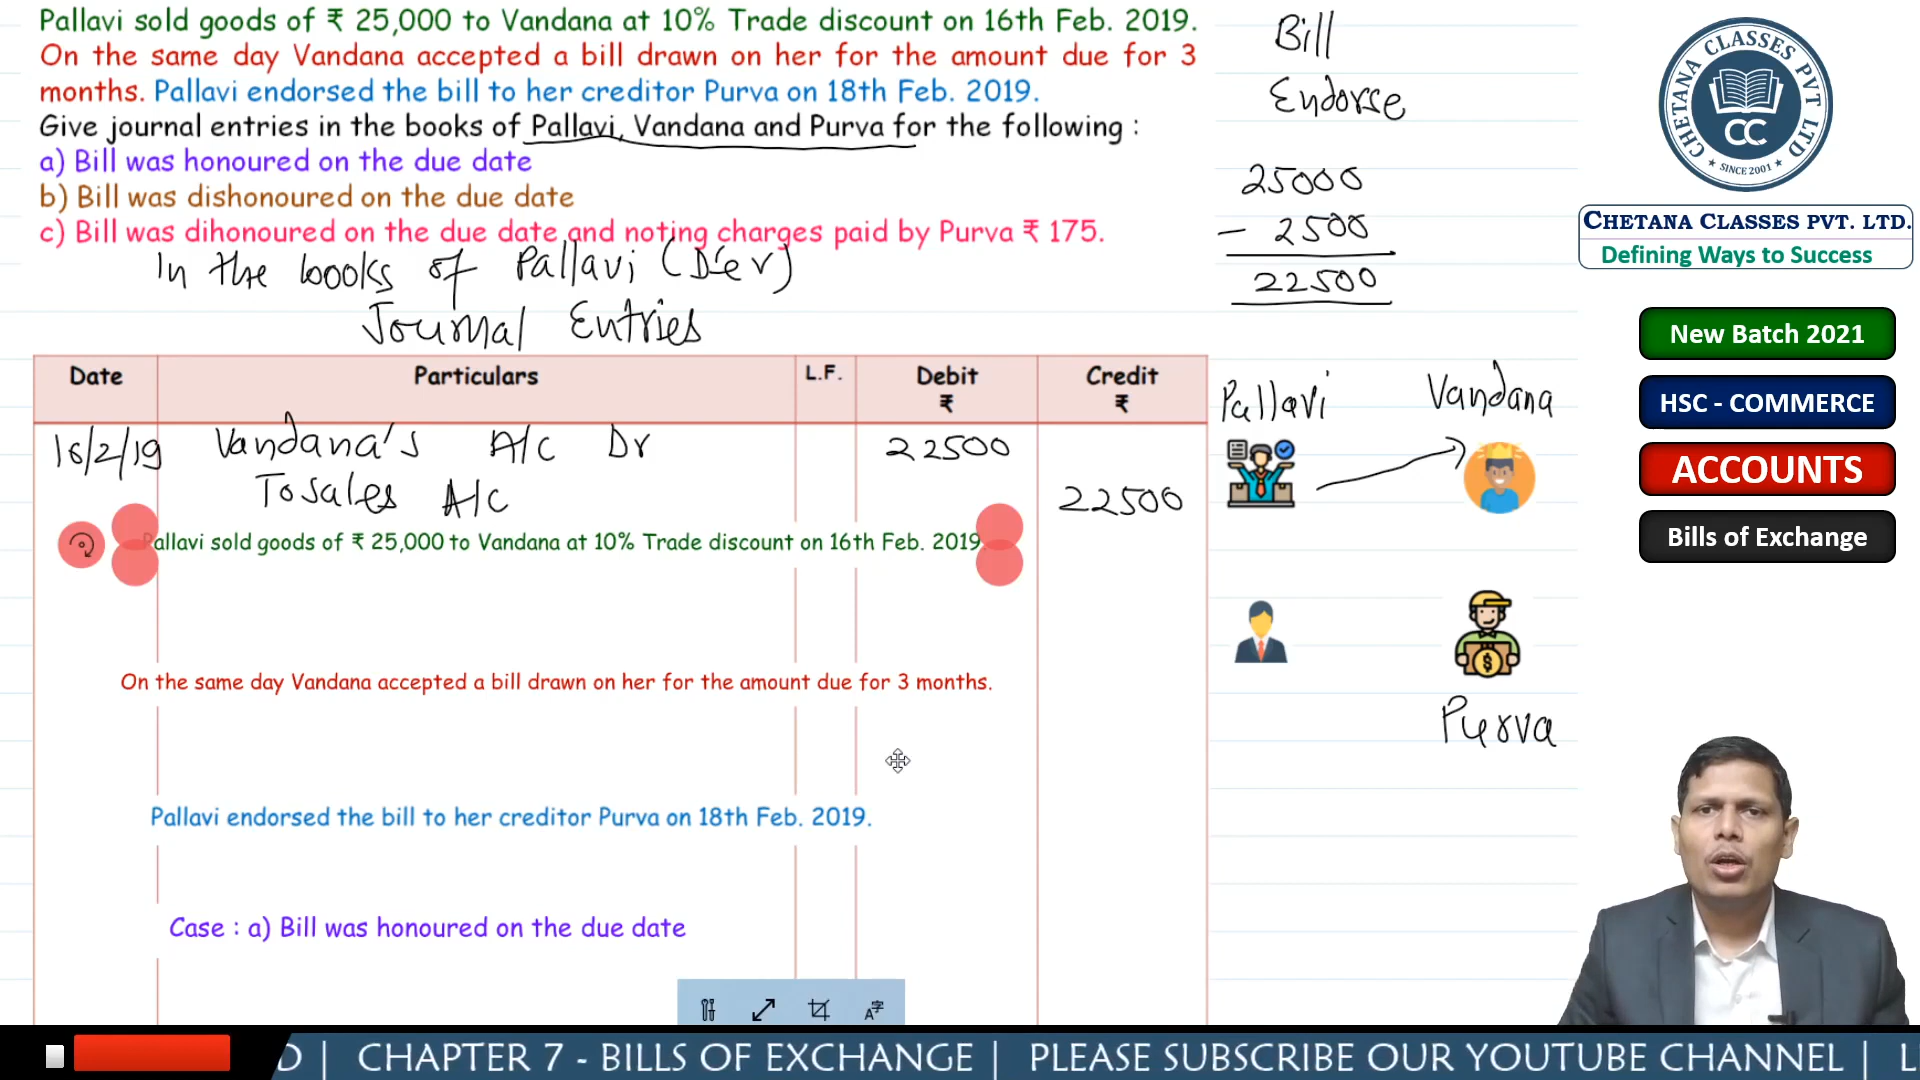 Pallavi sold goods of ₹ 25,000 to Vandana at 10% Trade discount on 16th Feb. 2019.
On the same day Vandana accepted a bill drawn on her for the amount due for 3
months. Pallavi endorsed the bill to her creditor Purva on 18th Feb. 2019.
Give journal entries in the books of Pallavi, Vandana and Purva for the following :
a) Bill was honoured on the due date
b) Bill was dishonoured on the due date
c) Bill was dihonoured on the due date and noting charges paid by Purva ₹ 175.
In the books of Pallavi (D'er)
Journal Entries
Date Particulars L.F. Debit ₹ Credit ₹
16/2/19 Vandana's A/c Dr 22500
To sales A/c 22500
Pallavi sold goods of ₹ 25,000 to Vandana at 10% Trade discount on 16th Feb. 2019.
On the same day Vandana accepted a bill drawn on her for the amount due for 3 months.
Pallavi endorsed the bill to her creditor Purva on 18th Feb. 2019.
Case : a) Bill was honoured on the due date
Bill
Endorse
25000
- 2500
22500
Pallavi Vandana
Purva
CHETANA CLASSES PVT LTD
CC
SINCE 2001
CHETANA CLASSES PVT. LTD.
Defining Ways to Success
New Batch 2021
HSC - COMMERCE
ACCOUNTS
Bills of Exchange
D | CHAPTER 7 - BILLS OF EXCHANGE | PLEASE SUBSCRIBE OUR YOUTUBE CHANNEL | L